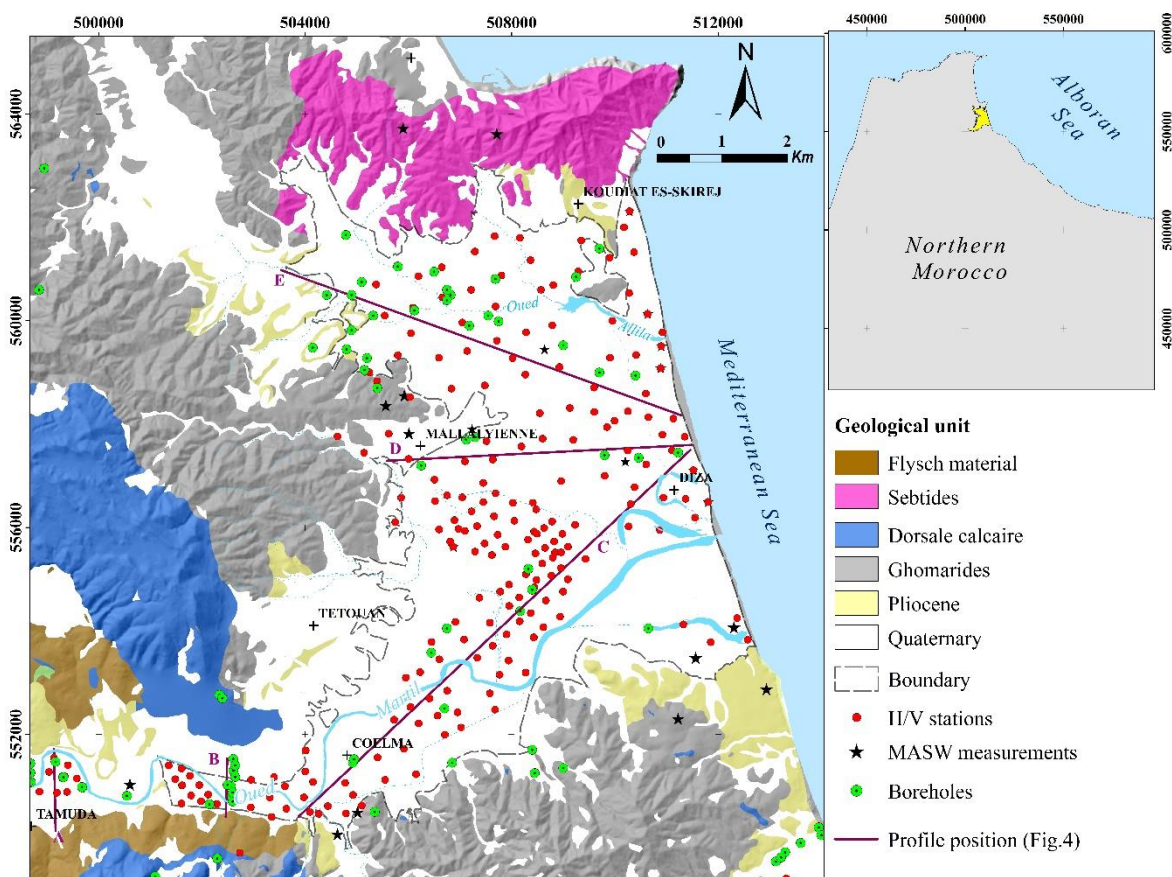 500000
504000
508000
512000
564000
560000
556000
552000
N
0 1 2
Km
KOUDIAT ES-SKIREJ
E
Oued
Allila
Mediterranean Sea
MALLALYIENNE
D
DIZA
C
TETOUAN
Martil
COELMA
B
Oued
TAMUDA
450000
500000
550000
600000
550000
500000
450000
Alboran
Sea
Northern
Morocco
Geological unit
Flysch material
Sebtides
Dorsale calcaire
Ghomarides
Pliocene
Quaternary
Boundary
H/V stations
MASW measurements
Boreholes
Profile position (Fig.4)